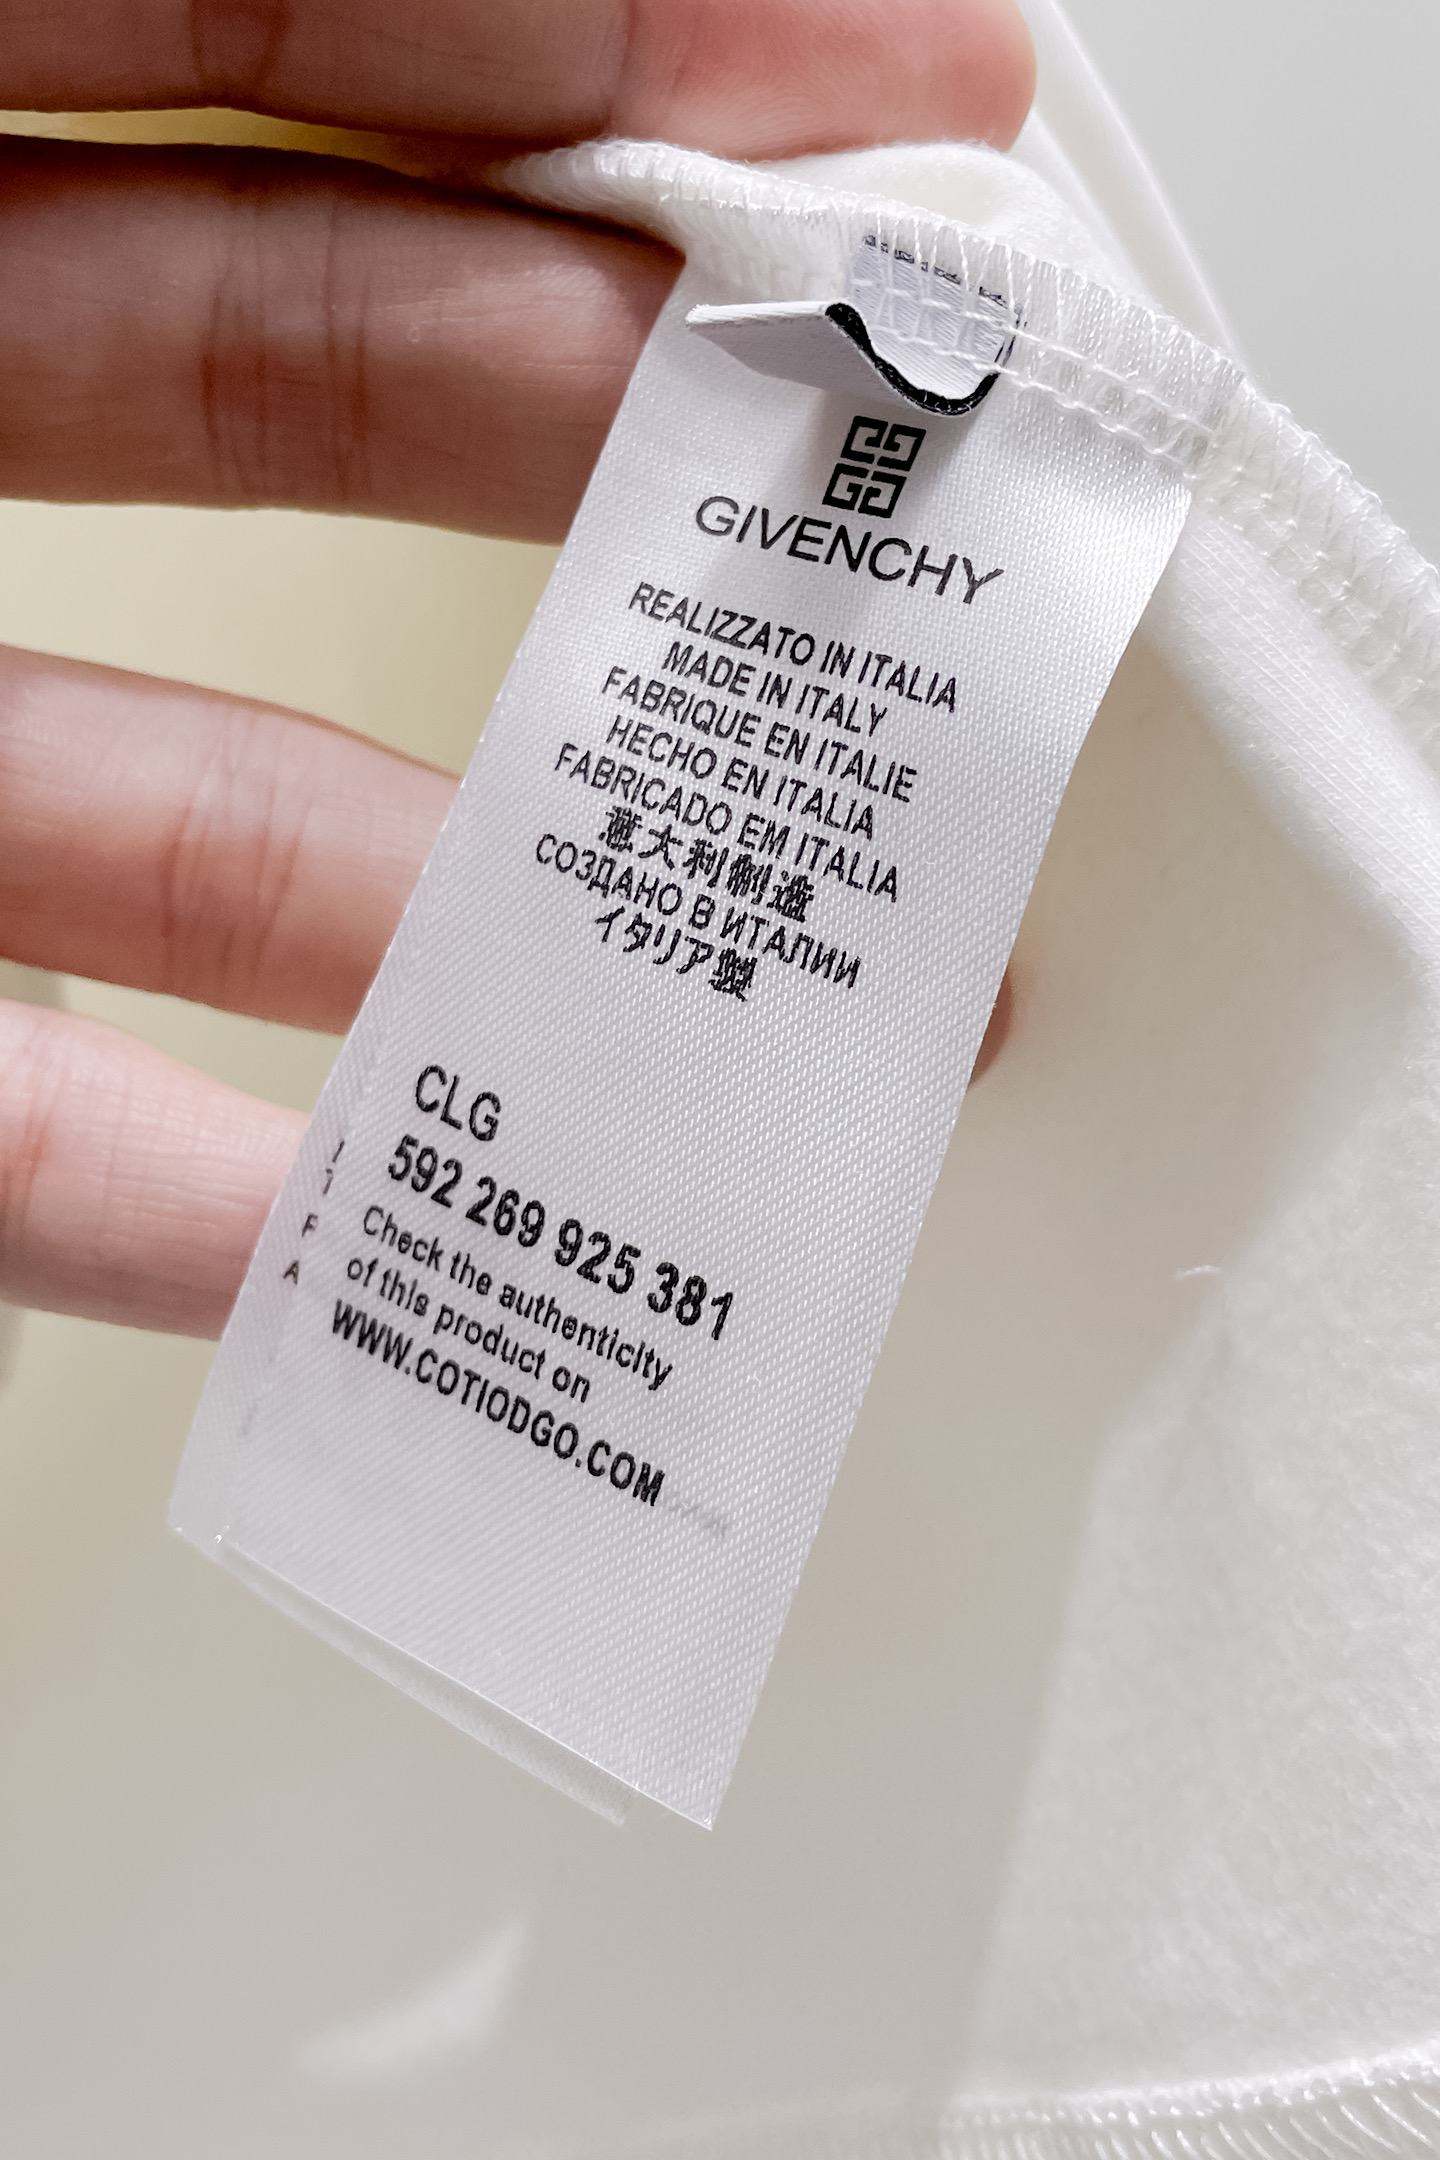 GIVENCHY
REALIZZATO IN ITALIA
MADE IN ITALY
FABRIQUE EN ITALIE
HECHO EN ITALIA
FABRICADO EM ITALIA
意大利制造
СОЗДАНО В ИТАЛИИ
イタリア製
CLG
592 269 925 381
Check the authenticity
of this product on
WWW.COTIODGO.COM